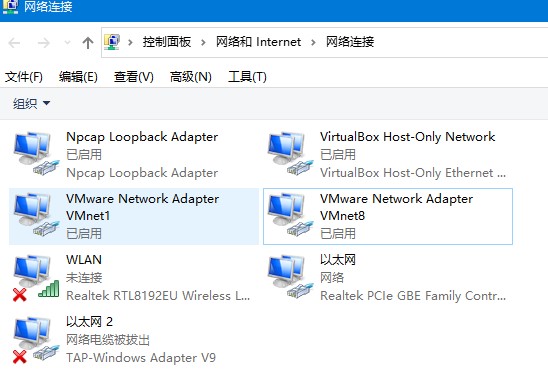 网络连接
控制面板 > 网络和 Internet > 网络连接
文件(F) 编辑(E) 查看(V) 高级(N) 工具(T)
组织
Npcap Loopback Adapter
已启用
Npcap Loopback Adapter
VirtualBox Host-Only Network
已启用
VirtualBox Host-Only Ethernet ...
VMware Network Adapter
VMnet1
已启用
VMware Network Adapter
VMnet8
已启用
WLAN
未连接
Realtek RTL8192EU Wireless L...
以太网
网络
Realtek PCIe GBE Family Contr...
以太网 2
网络电缆被拔出
TAP-Windows Adapter V9